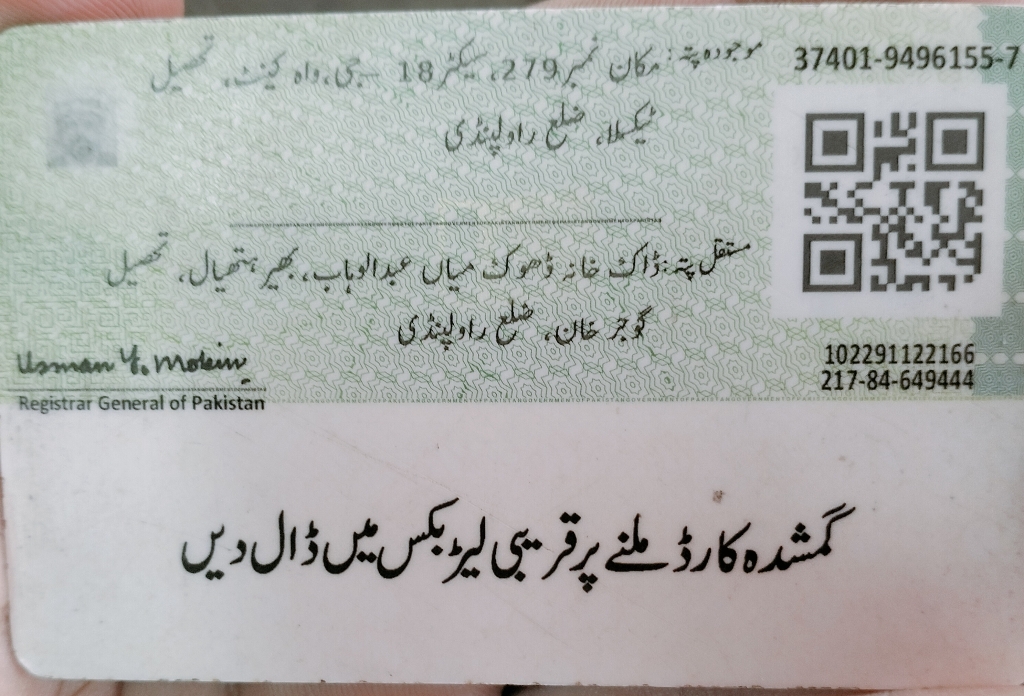 موجودہ پتہ: مکان نمبر 279، سیکٹر 18 ۔جی، واہ کینٹ، تحصیل
ٹیکسلا، ضلع راولپنڈی
37401-9496155-7
مستقل پتہ: ڈاک خانہ ڈھوک میاں عبدالوہاب، بھیر ہتھیال، تحصیل
گوجر خان، ضلع راولپنڈی
102291122166
217-84-649444
Usman Y. Mobin
Registrar General of Pakistan
گمشدہ کارڈ ملنے پر قریبی لیٹر بکس میں ڈال دیں